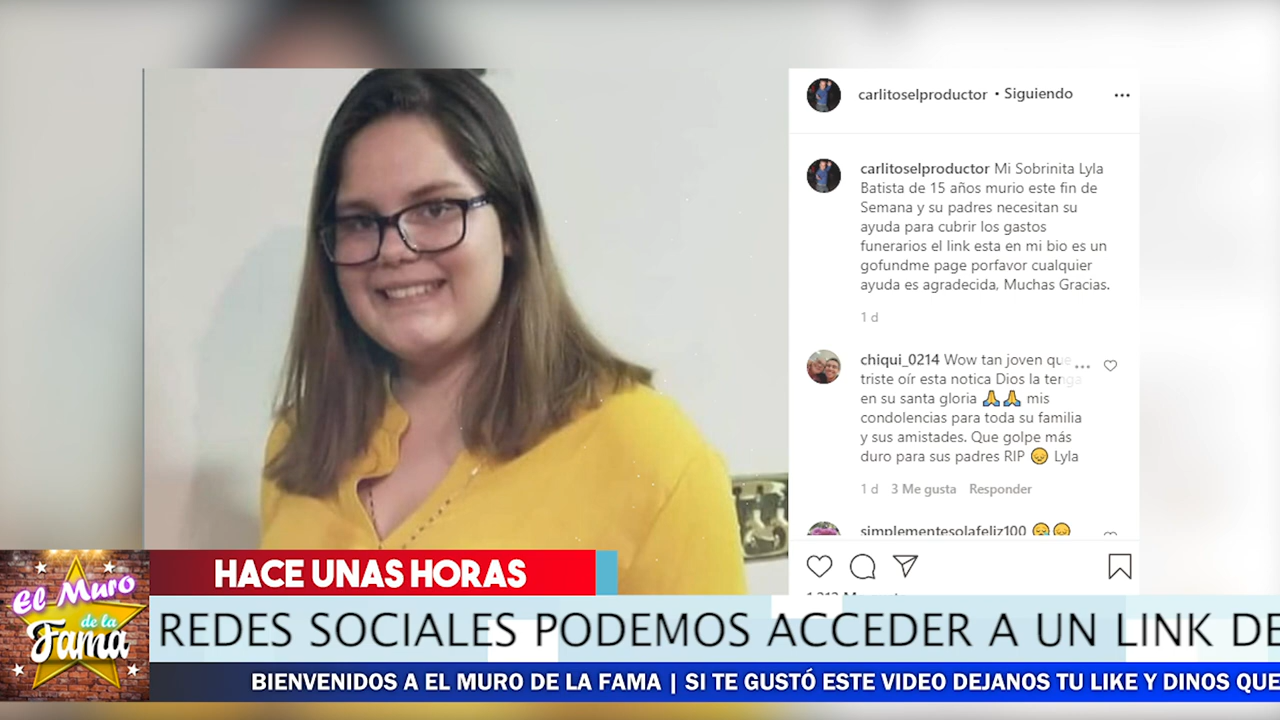 carlitoselproductor • Siguiendo
carlitoselproductor Mi Sobrinita Lyla
Batista de 15 años murio este fin de
Semana y su padres necesitan su
ayuda para cubrir los gastos
funerarios el link esta en mi bio es un
gofundme page porfavor cualquier
ayuda es agradecida, Muchas Gracias.
1 d
chiqui_0214 Wow tan joven que
triste oír esta notica Dios la tenga
en su santa gloria 🙏🙏 mis
condolencias para toda su familia
y sus amistades. Que golpe más
duro para sus padres RIP 😞 Lyla
1 d 3 Me gusta Responder
simplementesolafeliz100 😢😞
HACE UNAS HORAS
El Muro
de la
Fama
REDES SOCIALES PODEMOS ACCEDER A UN LINK DE
BIENVENIDOS A EL MURO DE LA FAMA | SI TE GUSTÓ ESTE VIDEO DEJANOS TU LIKE Y DINOS QUE